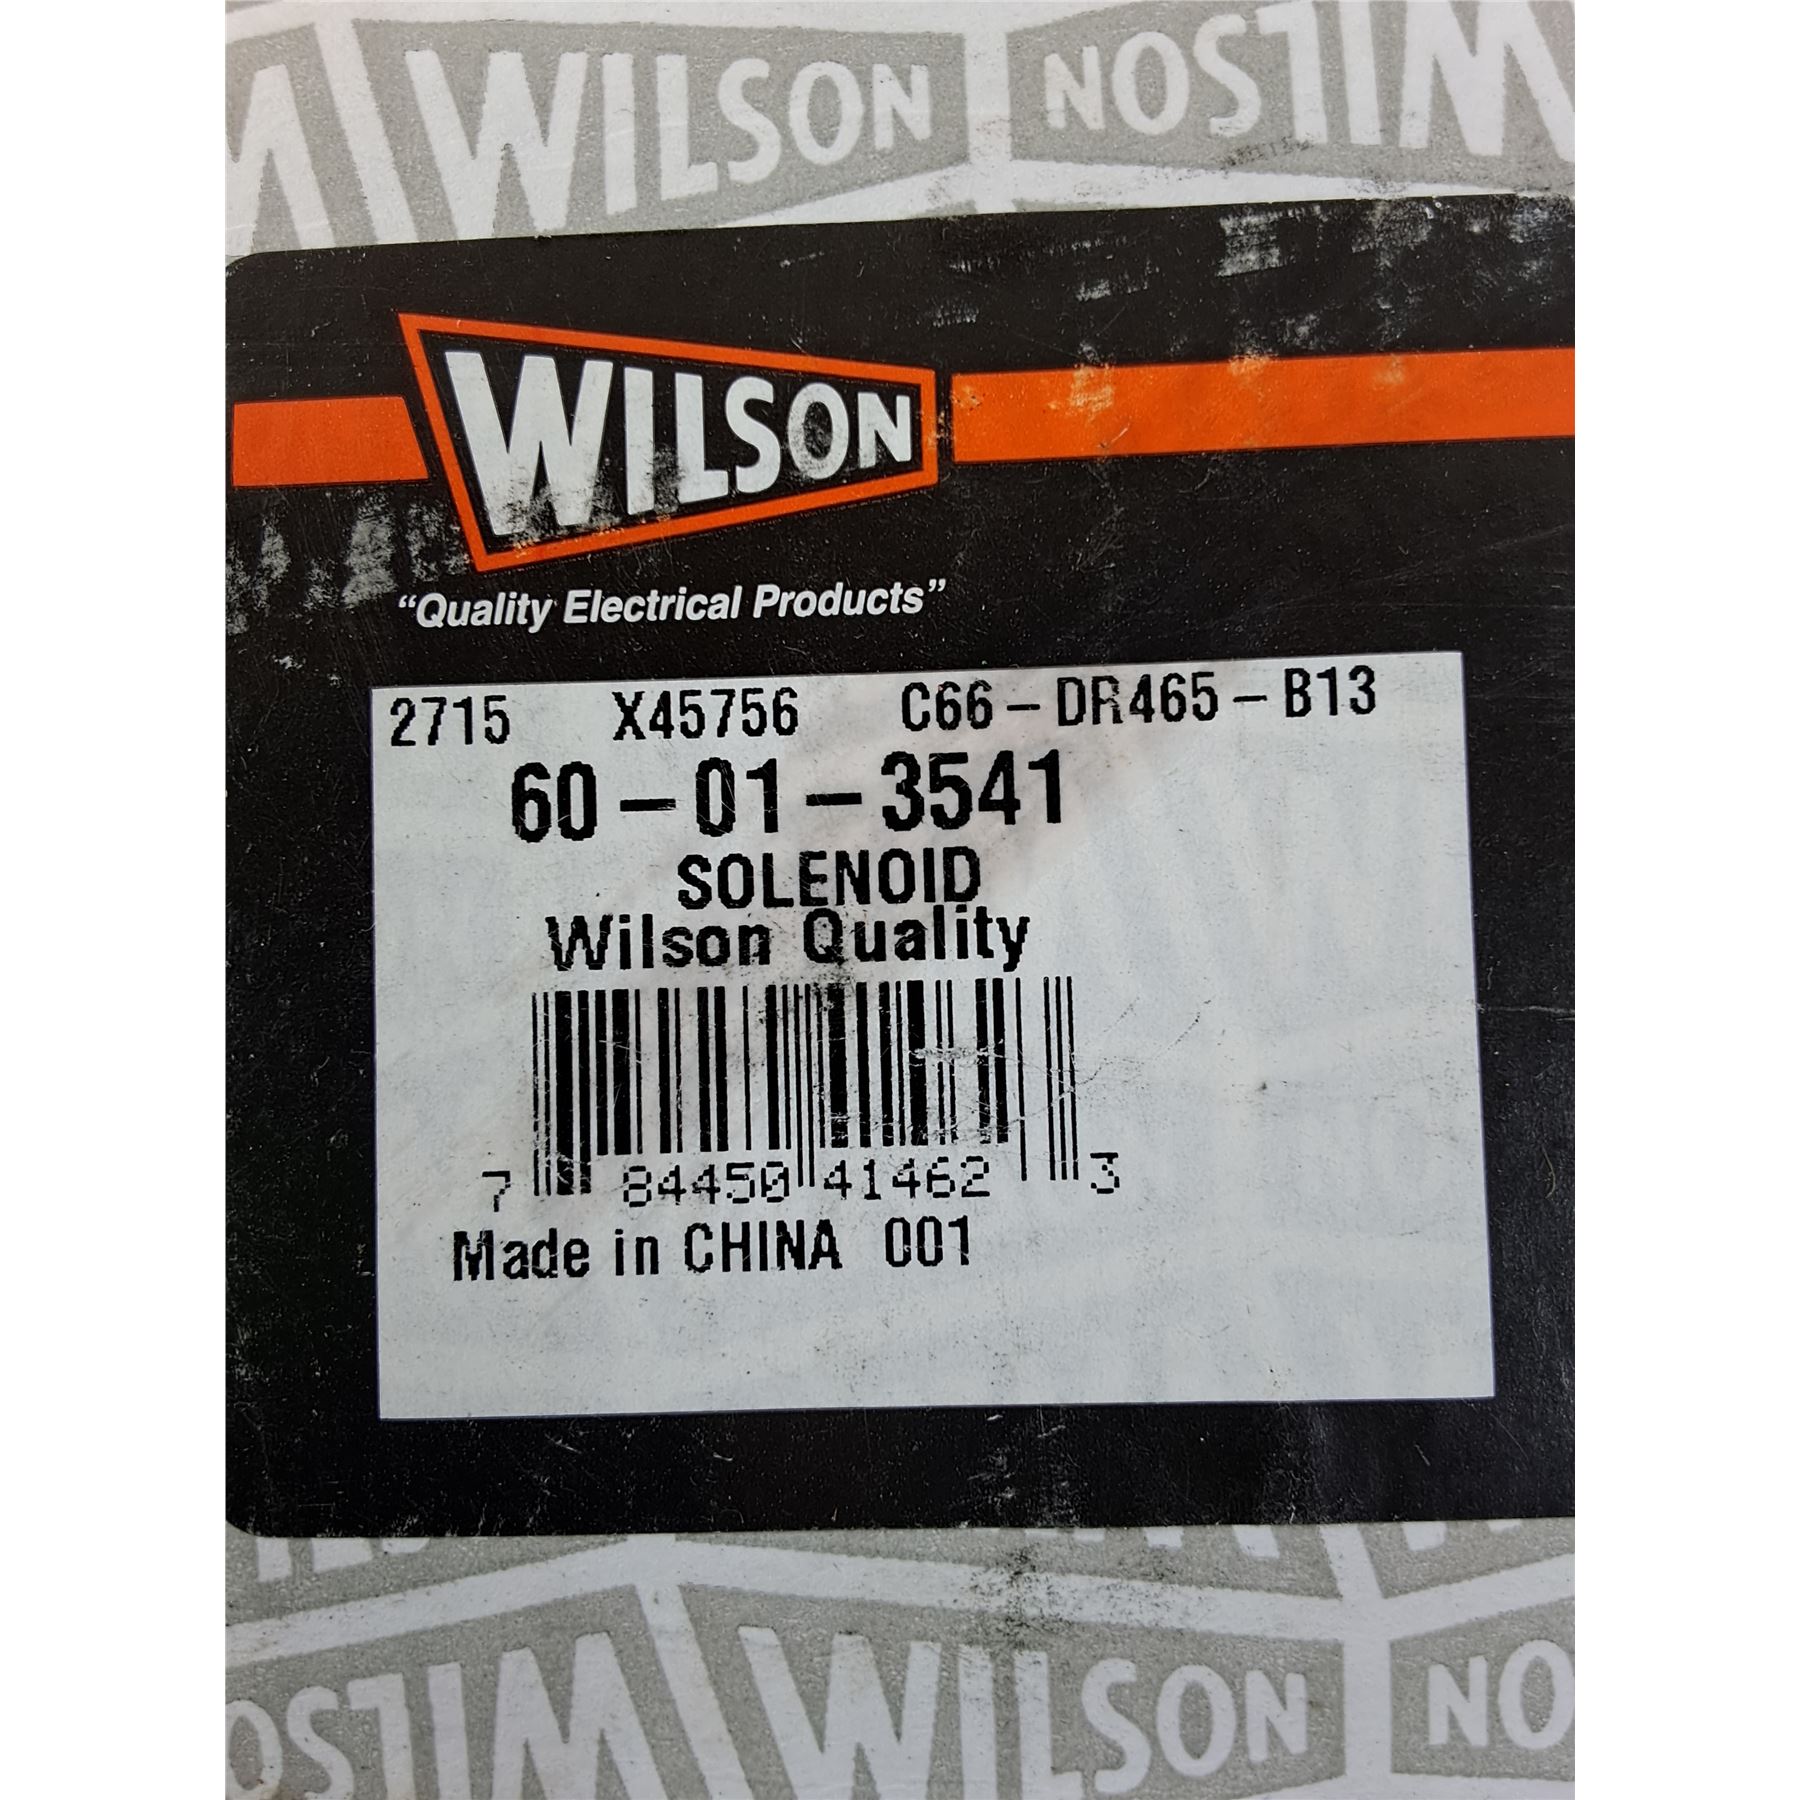 WILSON NOSLIW
WILSON
"Quality Electrical Products"
2715 X45756 C66-DR465-B13
60-01-3541
SOLENOID
Wilson Quality
7 84450 41462 3
Made in CHINA 001
WILSON